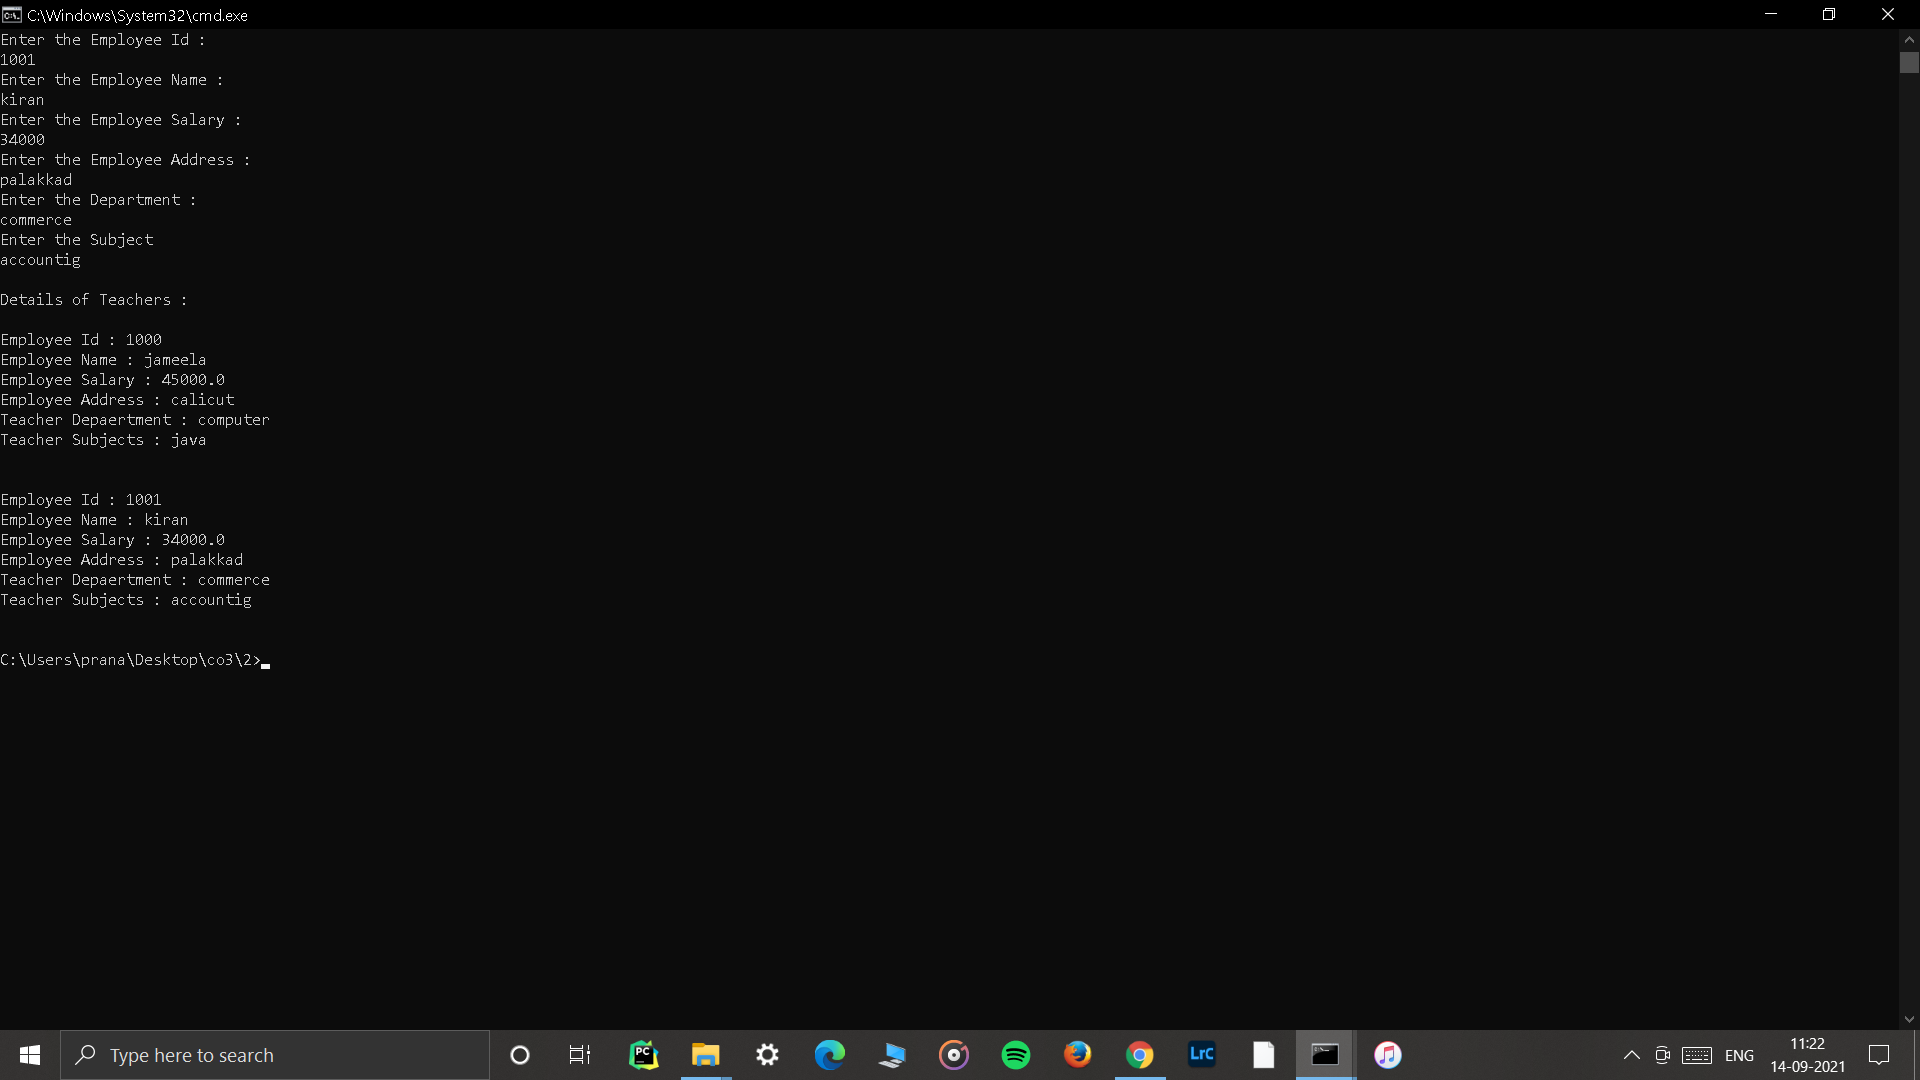 C:\Windows\System32\cmd.exe
Enter the Employee Id :
1001
Enter the Employee Name :
kiran
Enter the Employee Salary :
34000
Enter the Employee Address :
palakkad
Enter the Department :
commerce
Enter the Subject
accountig
Details of Teachers :
Employee Id : 1000
Employee Name : jameela
Employee Salary : 45000.0
Employee Address : calicut
Teacher Depaertment : computer
Teacher Subjects : java
Employee Id : 1001
Employee Name : kiran
Employee Salary : 34000.0
Employee Address : palakkad
Teacher Depaertment : commerce
Teacher Subjects : accountig
C:\Users\prana\Desktop\co3\2>
Type here to search
PC
LrC
ENG
11:22
14-09-2021